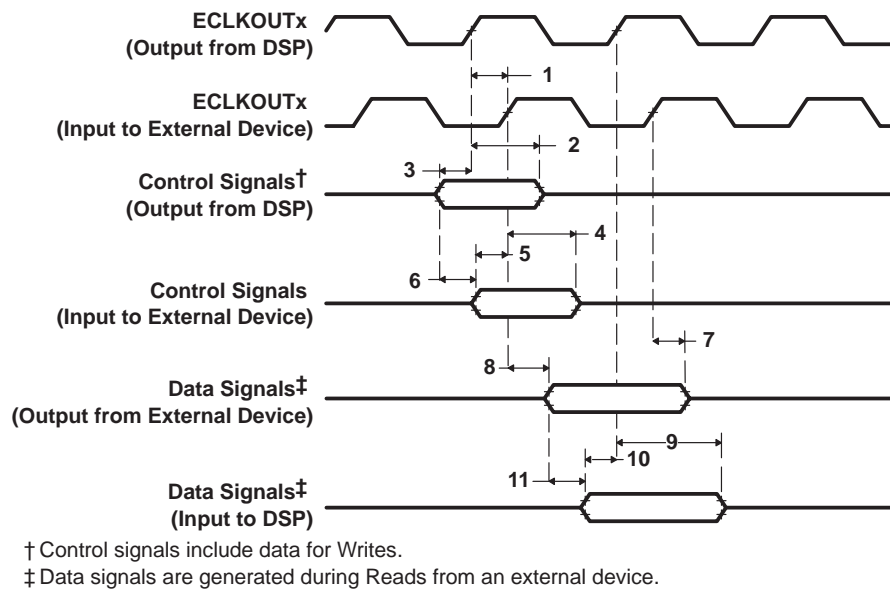 ECLKOUTx
(Output from DSP)
1
ECLKOUTx
(Input to External Device)
2
3
Control Signals†
(Output from DSP)
4
5
6
Control Signals
(Input to External Device)
7
8
Data Signals‡
(Output from External Device)
9
10
11
Data Signals‡
(Input to DSP)
† Control signals include data for Writes.
‡ Data signals are generated during Reads from an external device.